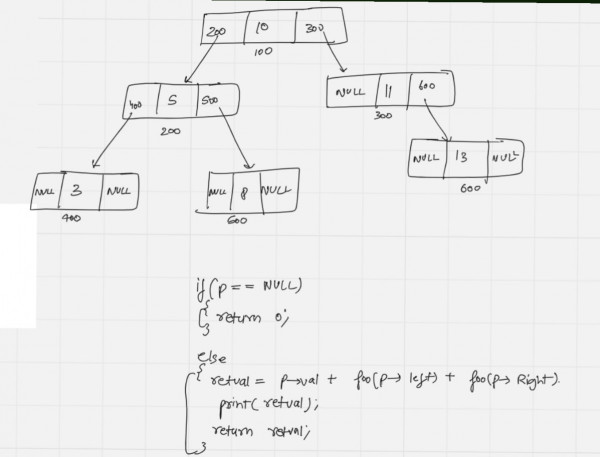 200 10 300
100
400 5 500
200
NULL 11 600
300
NULL 3 NULL
400
NULL 8 NULL
600
NULL 13 NULL
600
if (p == NULL)
{ return 0;
}
else
{ retval = p→val + foo(p→ left) + foo(p→ Right).
print( retval);
return retval;
}